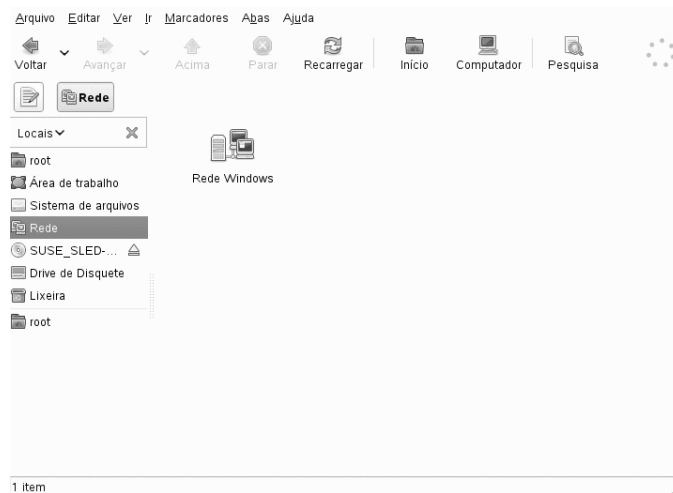 Arquivo Editar Ver Ir Marcadores Abas Ajuda
Voltar Avançar Acima Parar Recarregar Início Computador Pesquisa
Rede
Locais
root
Área de trabalho
Sistema de arquivos
Rede
SUSE_SLED-...
Drive de Disquete
Lixeira
root
Rede Windows
1 item